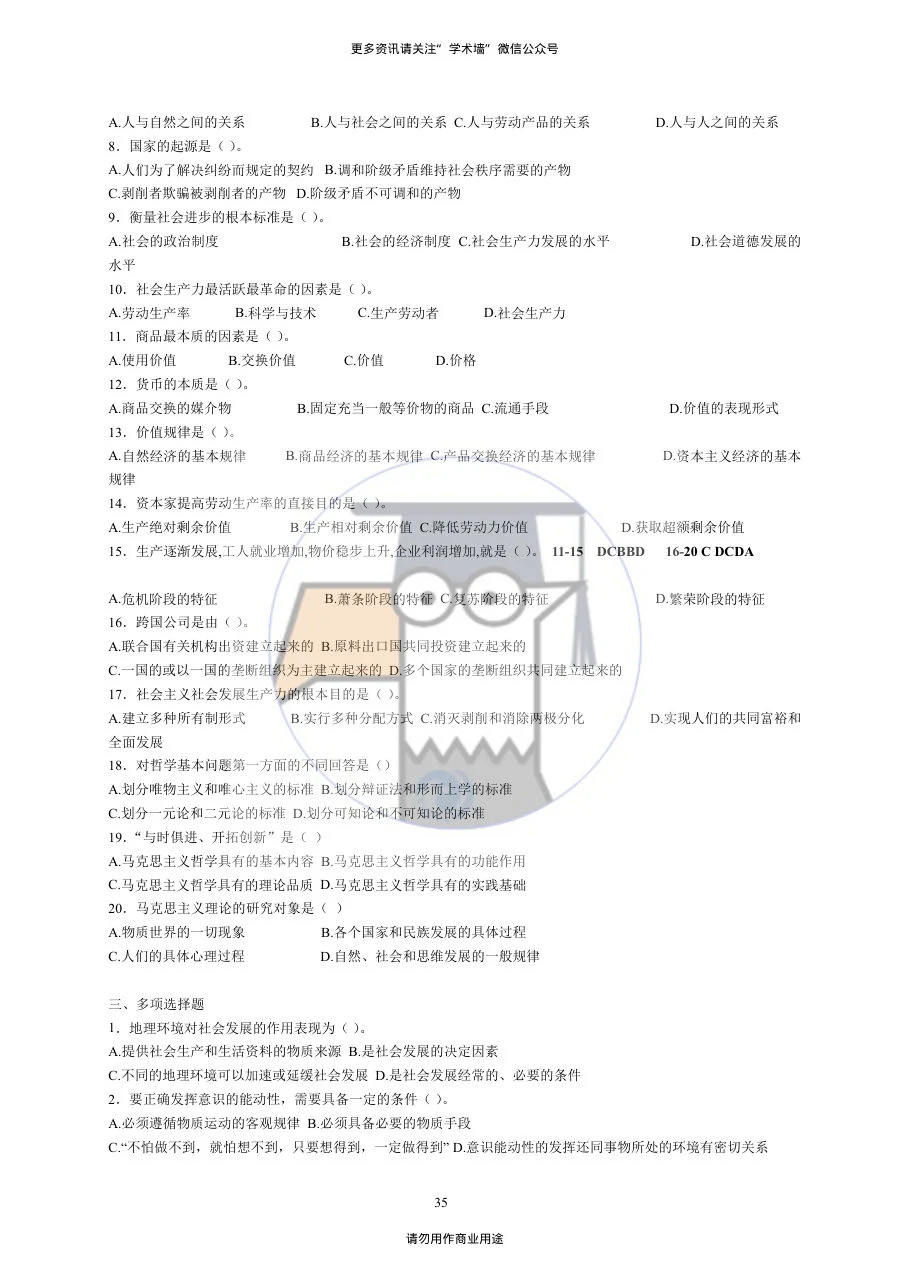 更多资讯请关注“学术墙”微信公众号
A.人与自然之间的关系 B.人与社会之间的关系 C.人与劳动产品的关系 D.人与人之间的关系
8．国家的起源是（ ）。
A.人们为了解决纠纷而规定的契约 B.调和阶级矛盾维持社会秩序需要的产物
C.剥削者欺骗被剥削者的产物 D.阶级矛盾不可调和的产物
9．衡量社会进步的根本标准是（ ）。
A.社会的政治制度 B.社会的经济制度 C.社会生产力发展的水平 D.社会道德发展的
水平
10．社会生产力最活跃最革命的因素是（ ）。
A.劳动生产率 B.科学与技术 C.生产劳动者 D.社会生产力
11．商品最本质的因素是（ ）。
A.使用价值 B.交换价值 C.价值 D.价格
12．货币的本质是（ ）。
A.商品交换的媒介物 B.固定充当一般等价物的商品 C.流通手段 D.价值的表现形式
13．价值规律是（ ）。
A.自然经济的基本规律 B.商品经济的基本规律 C.产品交换经济的基本规律 D.资本主义经济的基本
规律
14．资本家提高劳动生产率的直接目的是（ ）。
A.生产绝对剩余价值 B.生产相对剩余价值 C.降低劳动力价值 D.获取超额剩余价值
15．生产逐渐发展,工人就业增加,物价稳步上升,企业利润增加,就是（ ）。 11-15 DCBBD 16-20 C DCDA
A.危机阶段的特征 B.萧条阶段的特征 C.复苏阶段的特征 D.繁荣阶段的特征
16．跨国公司是由（ ）。
A.联合国有关机构出资建立起来的 B.原料出口国共同投资建立起来的
C.一国的或以一国的垄断组织为主建立起来的 D.多个国家的垄断组织共同建立起来的
17．社会主义社会发展生产力的根本目的是（ ）。
A.建立多种所有制形式 B.实行多种分配方式 C.消灭剥削和消除两极分化 D.实现人们的共同富裕和
全面发展
18．对哲学基本问题第一方面的不同回答是（）
A.划分唯物主义和唯心主义的标准 B.划分辩证法和形而上学的标准
C.划分一元论和二元论的标准 D.划分可知论和不可知论的标准
19．“与时俱进、开拓创新”是（ ）
A.马克思主义哲学具有的基本内容 B.马克思主义哲学具有的功能作用
C.马克思主义哲学具有的理论品质 D.马克思主义哲学具有的实践基础
20．马克思主义理论的研究对象是（ ）
A.物质世界的一切现象 B.各个国家和民族发展的具体过程
C.人们的具体心理过程 D.自然、社会和思维发展的一般规律
三、多项选择题
1．地理环境对社会发展的作用表现为（ ）。
A.提供社会生产和生活资料的物质来源 B.是社会发展的决定因素
C.不同的地理环境可以加速或延缓社会发展 D.是社会发展经常的、必要的条件
2．要正确发挥意识的能动性，需要具备一定的条件（ ）。
A.必须遵循物质运动的客观规律 B.必须具备必要的物质手段
C.“不怕做不到，就怕想不到，只要想得到，一定做得到” D.意识能动性的发挥还同事物所处的环境有密切关系
35
请勿用作商业用途